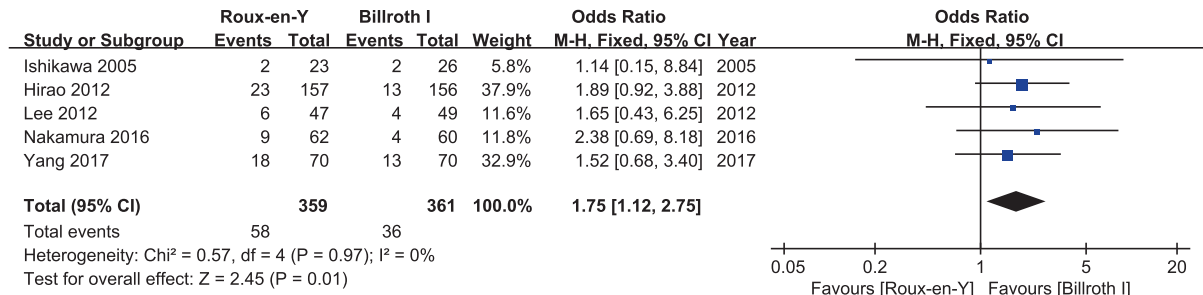 Roux-en-Y Billroth I Odds Ratio Odds Ratio
Study or Subgroup Events Total Events Total Weight M-H, Fixed, 95% CI Year M-H, Fixed, 95% CI
Ishikawa 2005 2 23 2 26 5.8% 1.14 [0.15, 8.84] 2005
Hirao 2012 23 157 13 156 37.9% 1.89 [0.92, 3.88] 2012
Lee 2012 6 47 4 49 11.6% 1.65 [0.43, 6.25] 2012
Nakamura 2016 9 62 4 60 11.8% 2.38 [0.69, 8.18] 2016
Yang 2017 18 70 13 70 32.9% 1.52 [0.68, 3.40] 2017
Total (95% CI) 359 361 100.0% 1.75 [1.12, 2.75]
Total events 58 36
Heterogeneity: Chi² = 0.57, df = 4 (P = 0.97); I² = 0%
Test for overall effect: Z = 2.45 (P = 0.01)
0.05 0.2 1 5 20
Favours [Roux-en-Y] Favours [Billroth I]